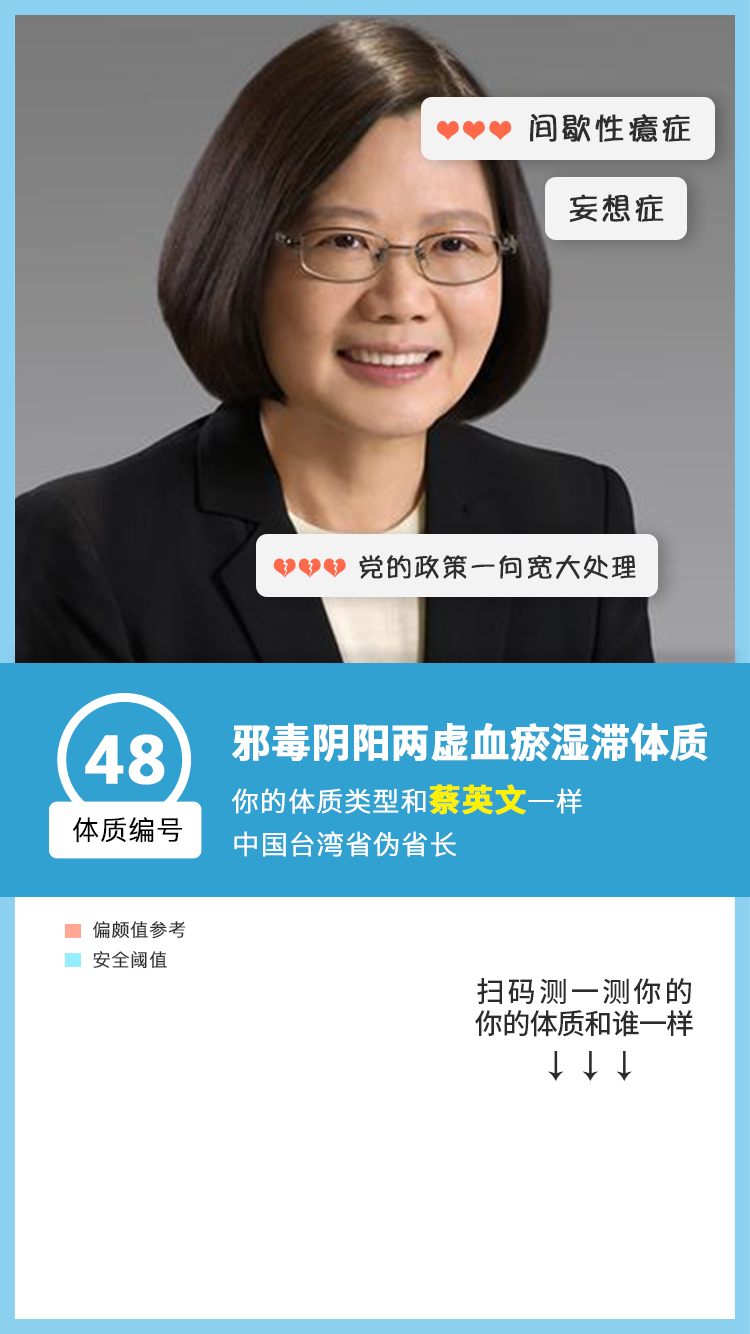 间歇性癔症
妄想症
党的政策一向宽大处理
48
体质编号
邪毒阴阳两虚血瘀湿滞体质
你的体质类型和蔡英文一样
中国台湾省伪省长
偏颇值参考
安全阈值
扫码测一测你的
你的体质和谁一样
↓ ↓ ↓